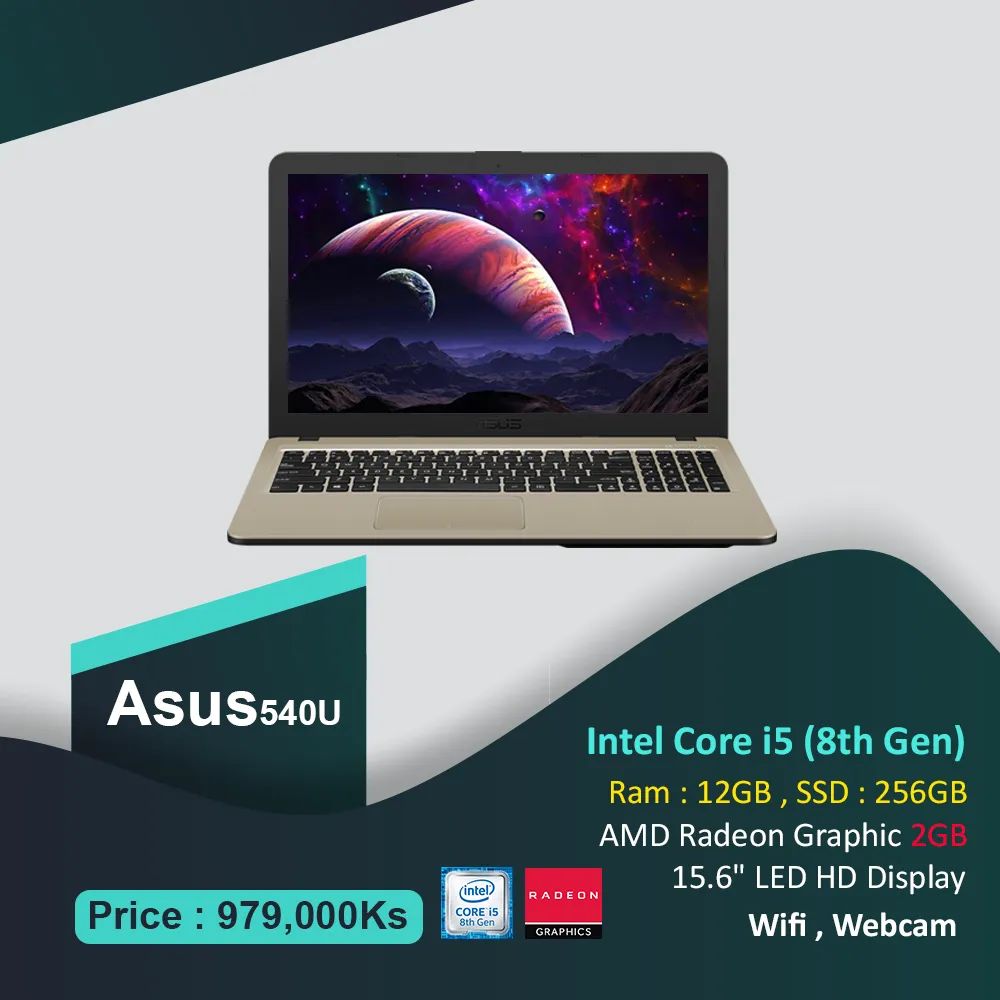 ASUS
Asus540U
Intel Core i5 (8th Gen)
Ram : 12GB , SSD : 256GB
AMD Radeon Graphic 2GB
15.6" LED HD Display
Wifi , Webcam
Price : 979,000Ks
intel
CORE i5
8th Gen
RADEON
GRAPHICS